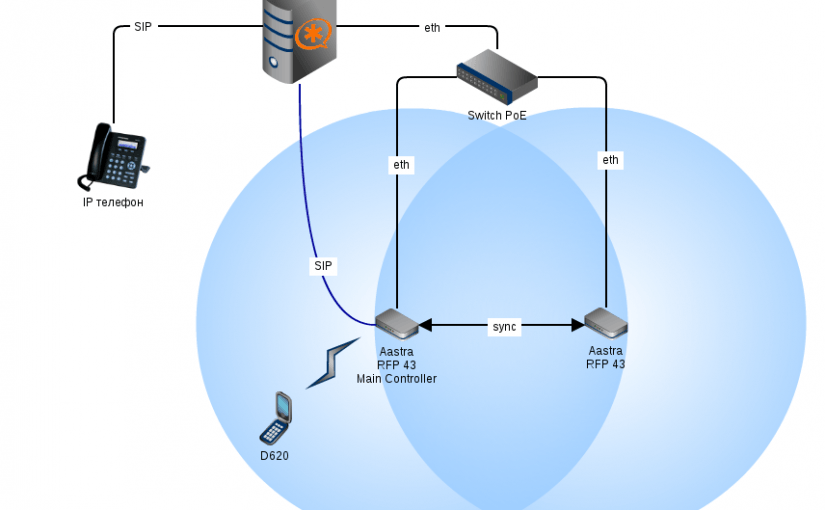 SIP
eth
Switch PoE
eth
eth
IP телефон
SIP
sync
Aastra
RFP 43
Main Controller
Aastra
RFP 43
D620